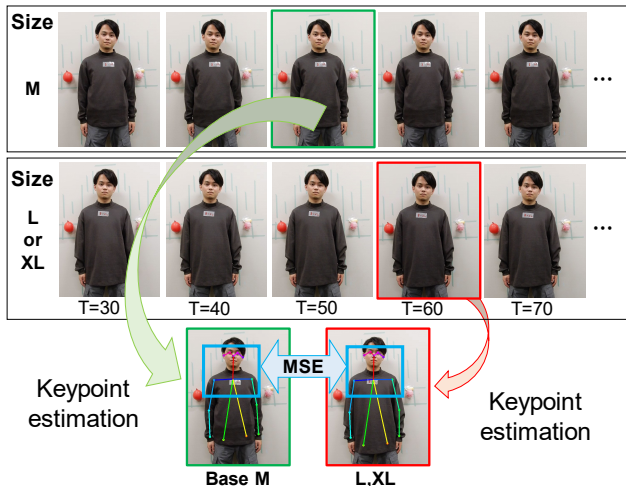 Size
M
...
Size
L
or
XL
...
T=30 T=40 T=50 T=60 T=70
MSE
Keypoint
estimation
Keypoint
estimation
Base M
L,XL